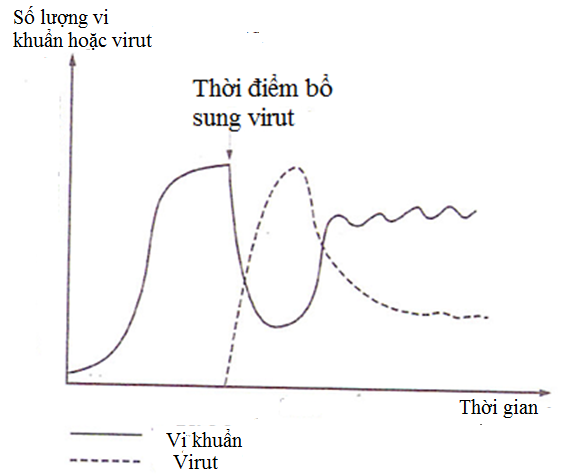 Số lượng vi
khuẩn hoặc virut
Thời điểm bổ
sung virut
Thời gian
Vi khuẩn
Virut